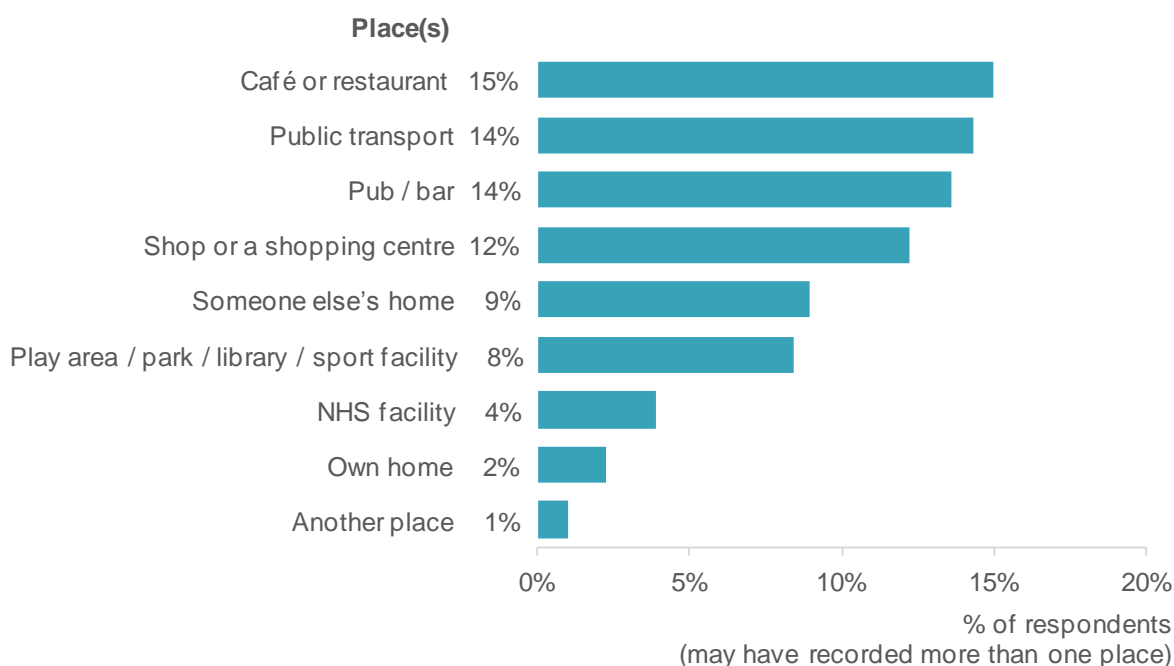 Place(s)
Café or restaurant 15%
Public transport 14%
Pub / bar 14%
Shop or a shopping centre 12%
Someone else’s home 9%
Play area / park / library / sport facility 8%
NHS facility 4%
Own home 2%
Another place 1%
0% 5% 10% 15% 20%
% of respondents
(may have recorded more than one place)